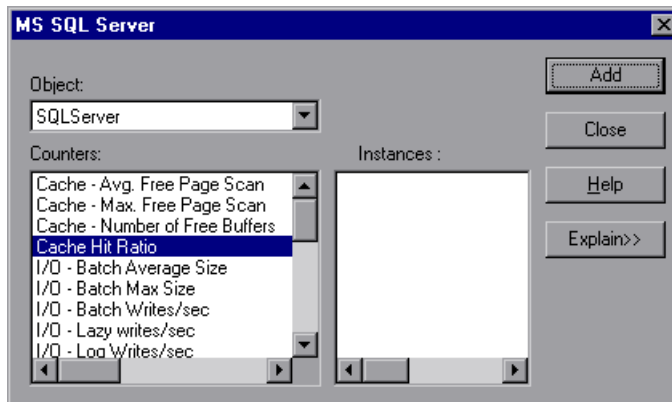 MS SQL Server
Object:
SQLServer
Counters:
Instances :
Cache - Avg. Free Page Scan
Cache - Max. Free Page Scan
Cache - Number of Free Buffers
Cache Hit Ratio
I/O - Batch Average Size
I/O - Batch Max Size
I/O - Batch Writes/sec
I/O - Lazy writes/sec
I/O - Log Writes/sec
Add
Close
Help
Explain>>